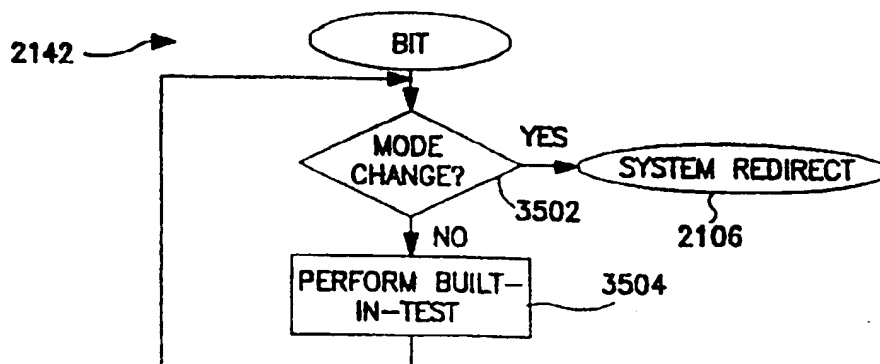 2142
BIT
MODE
CHANGE?
YES
SYSTEM REDIRECT
3502
2106
NO
PERFORM BUILT-
IN-TEST
3504